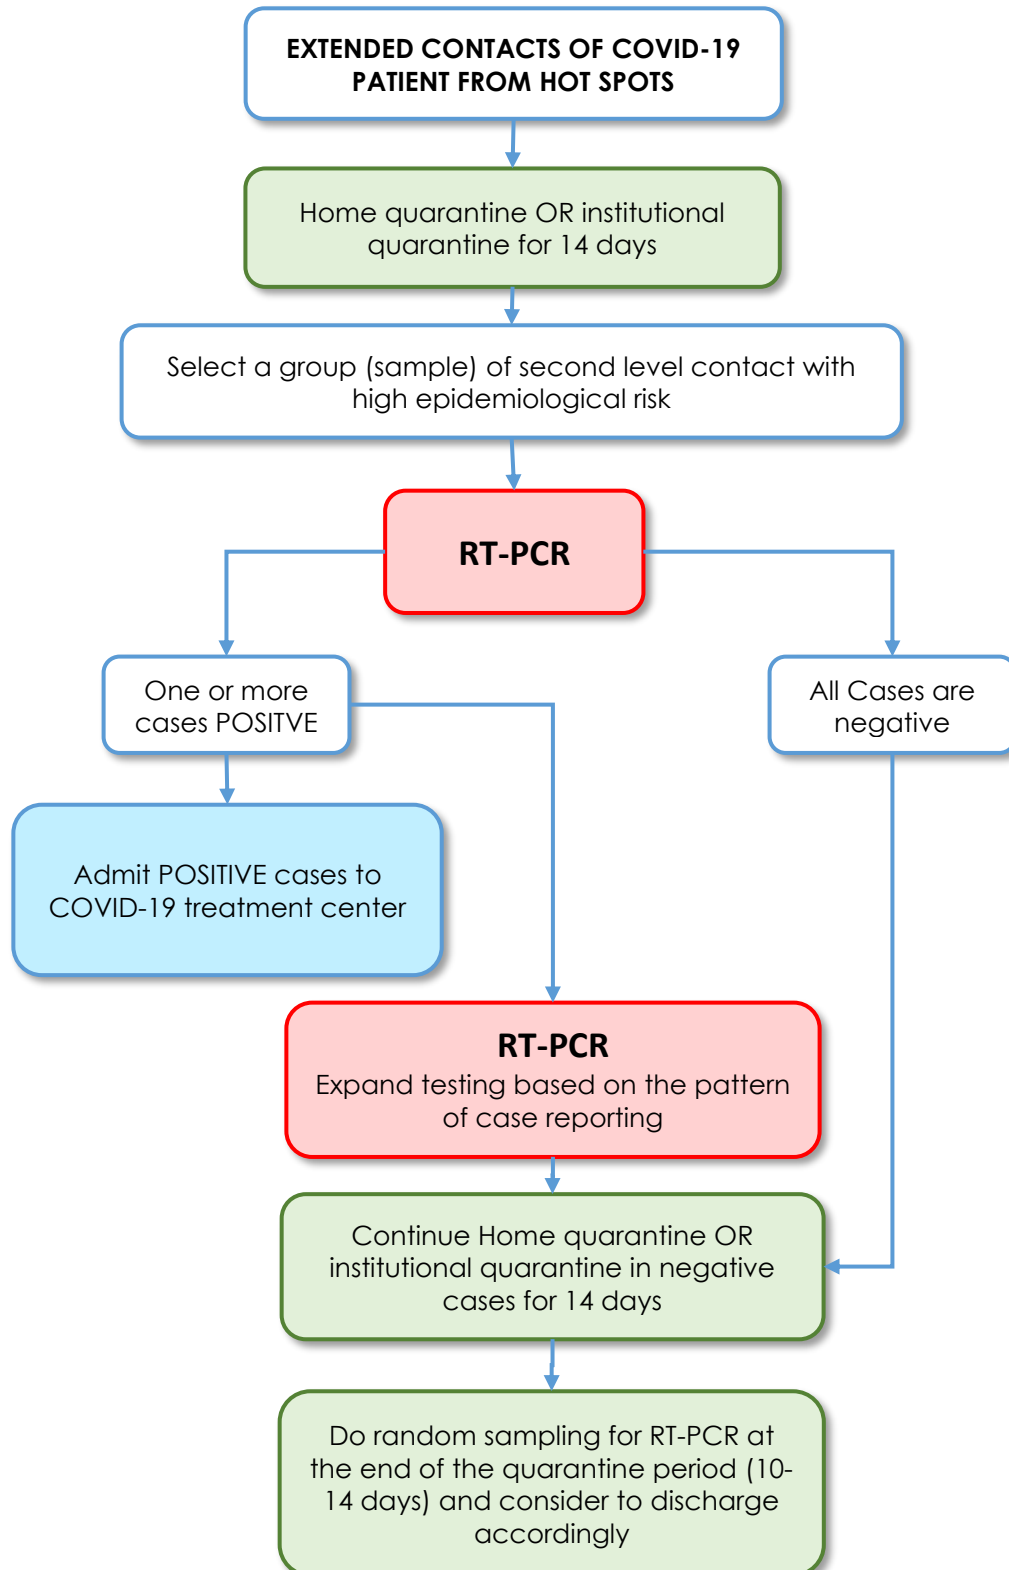 EXTENDED CONTACTS OF COVID-19
PATIENT FROM HOT SPOTS
Home quarantine OR institutional
quarantine for 14 days
Select a group (sample) of second level contact with
high epidemiological risk
RT-PCR
One or more
cases POSITVE
All Cases are
negative
Admit POSITIVE cases to
COVID-19 treatment center
RT-PCR
Expand testing based on the pattern
of case reporting
Continue Home quarantine OR
institutional quarantine in negative
cases for 14 days
Do random sampling for RT-PCR at
the end of the quarantine period (10-
14 days) and consider to discharge
accordingly